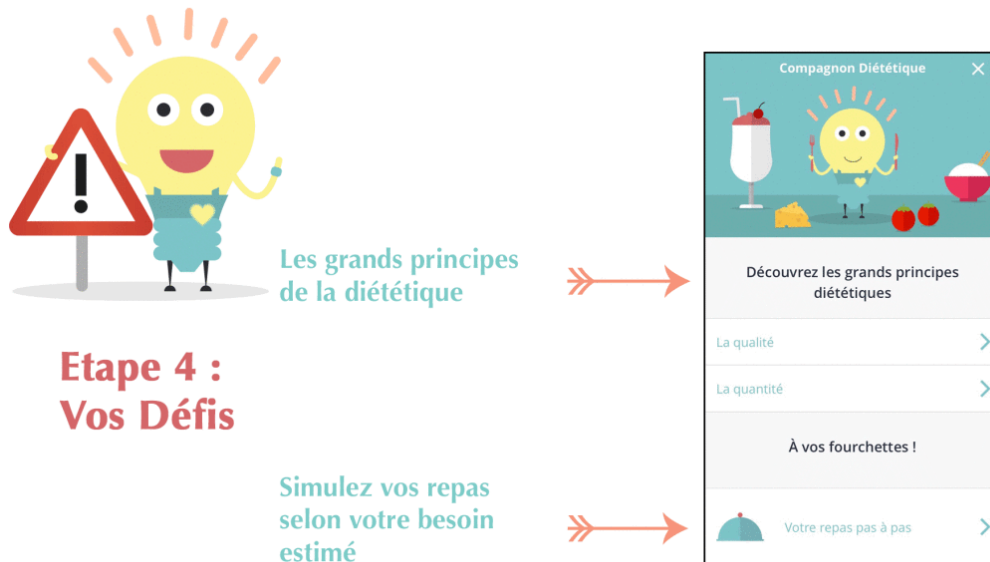 !
Les grands principes
de la diététique
Etape 4 :
Vos Défis
Simulez vos repas
selon votre besoin
estimé
Compagnon Diététique
Découvrez les grands principes
diététiques
La qualité
La quantité
À vos fourchettes !
Votre repas pas à pas